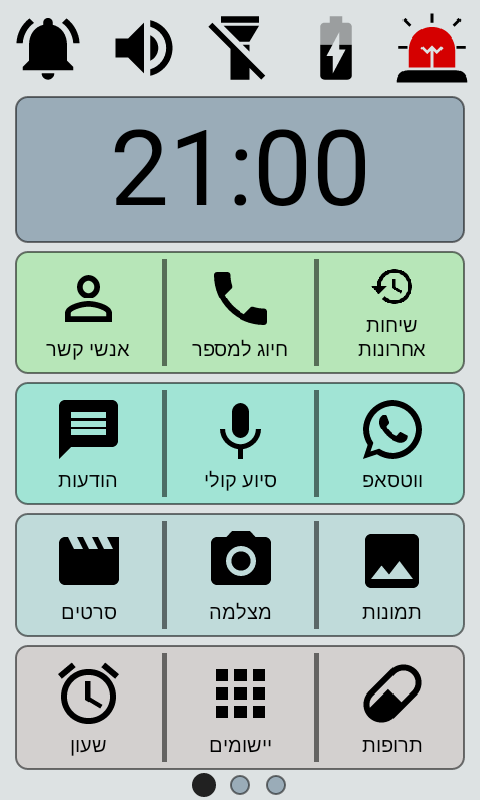 21:00
שיחות
אחרונות
חיוג למספר
אנשי קשר
ווטסאפ
סיוע קולי
הודעות
תמונות
מצלמה
סרטים
תרופות
יישומים
שעון